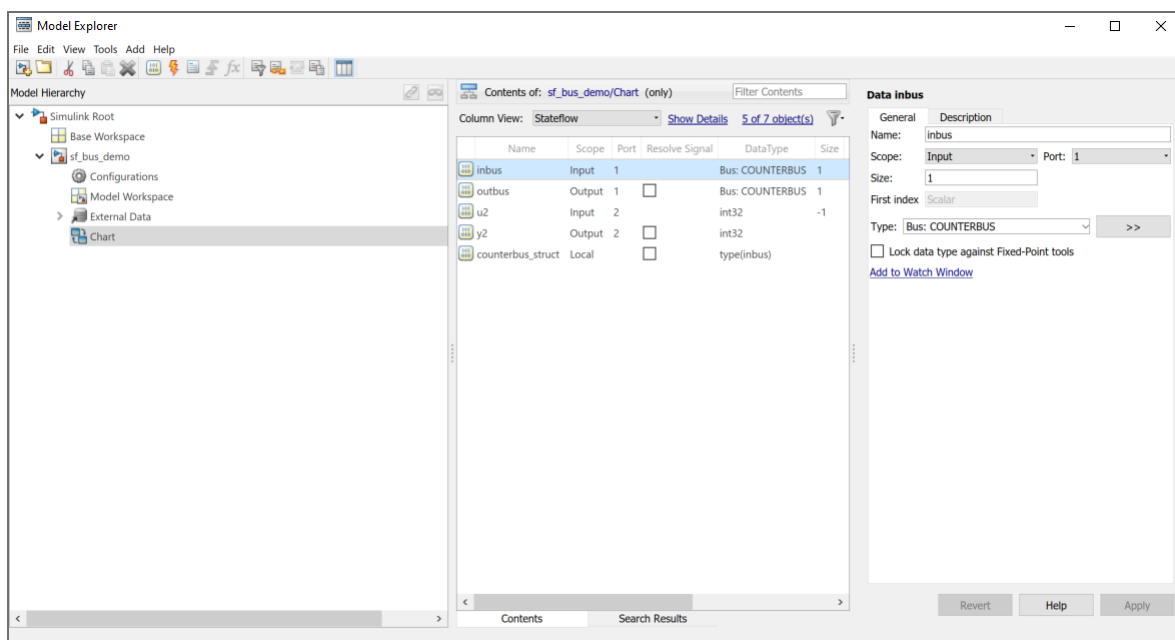 Model Explorer
File Edit View Tools Add Help
Model Hierarchy
Simulink Root
Base Workspace
sf_bus_demo
Configurations
Model Workspace
External Data
Chart
Contents of: sf_bus_demo/Chart (only)
Filter Contents
Column View: Stateflow Show Details 5 of 7 object(s)
Name Scope Port Resolve Signal DataType Size
inbus Input 1 Bus: COUNTERBUS 1
outbus Output 1 Bus: COUNTERBUS 1
u2 Input 2 int32 -1
y2 Output 2 int32
counterbus_struct Local type(inbus)
Contents Search Results
Data inbus
General Description
Name: inbus
Scope: Input Port: 1
Size: 1
First index Scalar
Type: Bus: COUNTERBUS >>
Lock data type against Fixed-Point tools
Add to Watch Window
Revert Help Apply